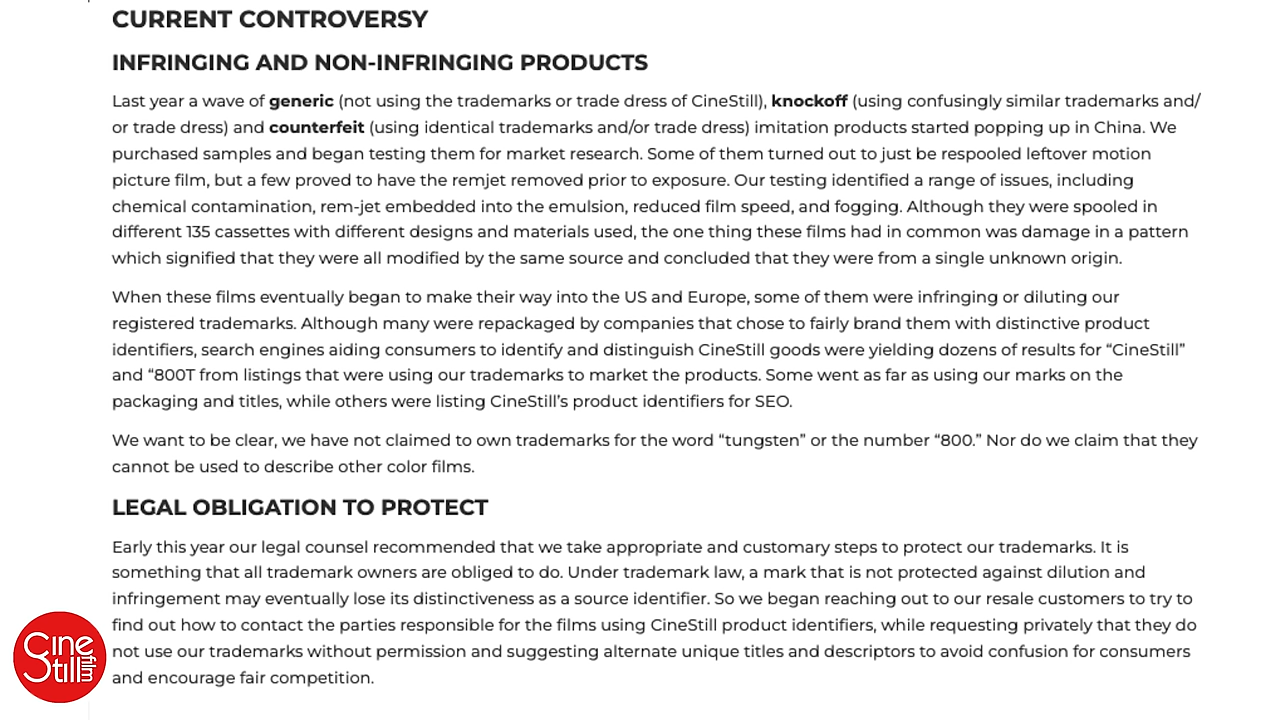 CURRENT CONTROVERSY
INFRINGING AND NON-INFRINGING PRODUCTS
Last year a wave of generic (not using the trademarks or trade dress of CineStill), knockoff (using confusingly similar trademarks and/
or trade dress) and counterfeit (using identical trademarks and/or trade dress) imitation products started popping up in China. We
purchased samples and began testing them for market research. Some of them turned out to just be respooled leftover motion
picture film, but a few proved to have the remjet removed prior to exposure. Our testing identified a range of issues, including
chemical contamination, rem-jet embedded into the emulsion, reduced film speed, and fogging. Although they were spooled in
different 135 cassettes with different designs and materials used, the one thing these films had in common was damage in a pattern
which signified that they were all modified by the same source and concluded that they were from a single unknown origin.
When these films eventually began to make their way into the US and Europe, some of them were infringing or diluting our
registered trademarks. Although many were repackaged by companies that chose to fairly brand them with distinctive product
identifiers, search engines aiding consumers to identify and distinguish CineStill goods were yielding dozens of results for “CineStill”
and “800T from listings that were using our trademarks to market the products. Some went as far as using our marks on the
packaging and titles, while others were listing CineStill’s product identifiers for SEO.
We want to be clear, we have not claimed to own trademarks for the word “tungsten” or the number “800.” Nor do we claim that they
cannot be used to describe other color films.
LEGAL OBLIGATION TO PROTECT
Early this year our legal counsel recommended that we take appropriate and customary steps to protect our trademarks. It is
something that all trademark owners are obliged to do. Under trademark law, a mark that is not protected against dilution and
infringement may eventually lose its distinctiveness as a source identifier. So we began reaching out to our resale customers to try to
find out how to contact the parties responsible for the films using CineStill product identifiers, while requesting privately that they do
not use our trademarks without permission and suggesting alternate unique titles and descriptors to avoid confusion for consumers
and encourage fair competition.
Cine
Still
film